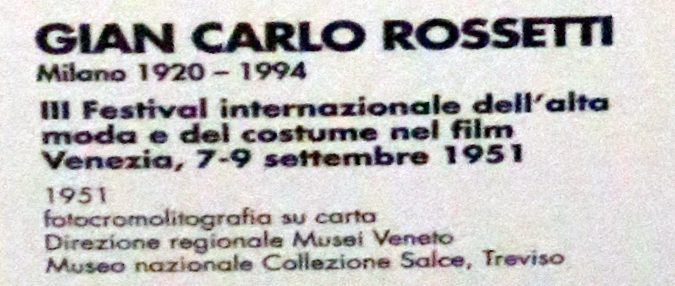 GIAN CARLO ROSSETTI
Milano 1920 – 1994
III Festival internazionale dell'alta
moda e del costume nel film
Venezia, 7-9 settembre 1951
1951
fotocromolitografia su carta
Direzione regionale Musei Veneto
Museo nazionale Collezione Salce, Treviso